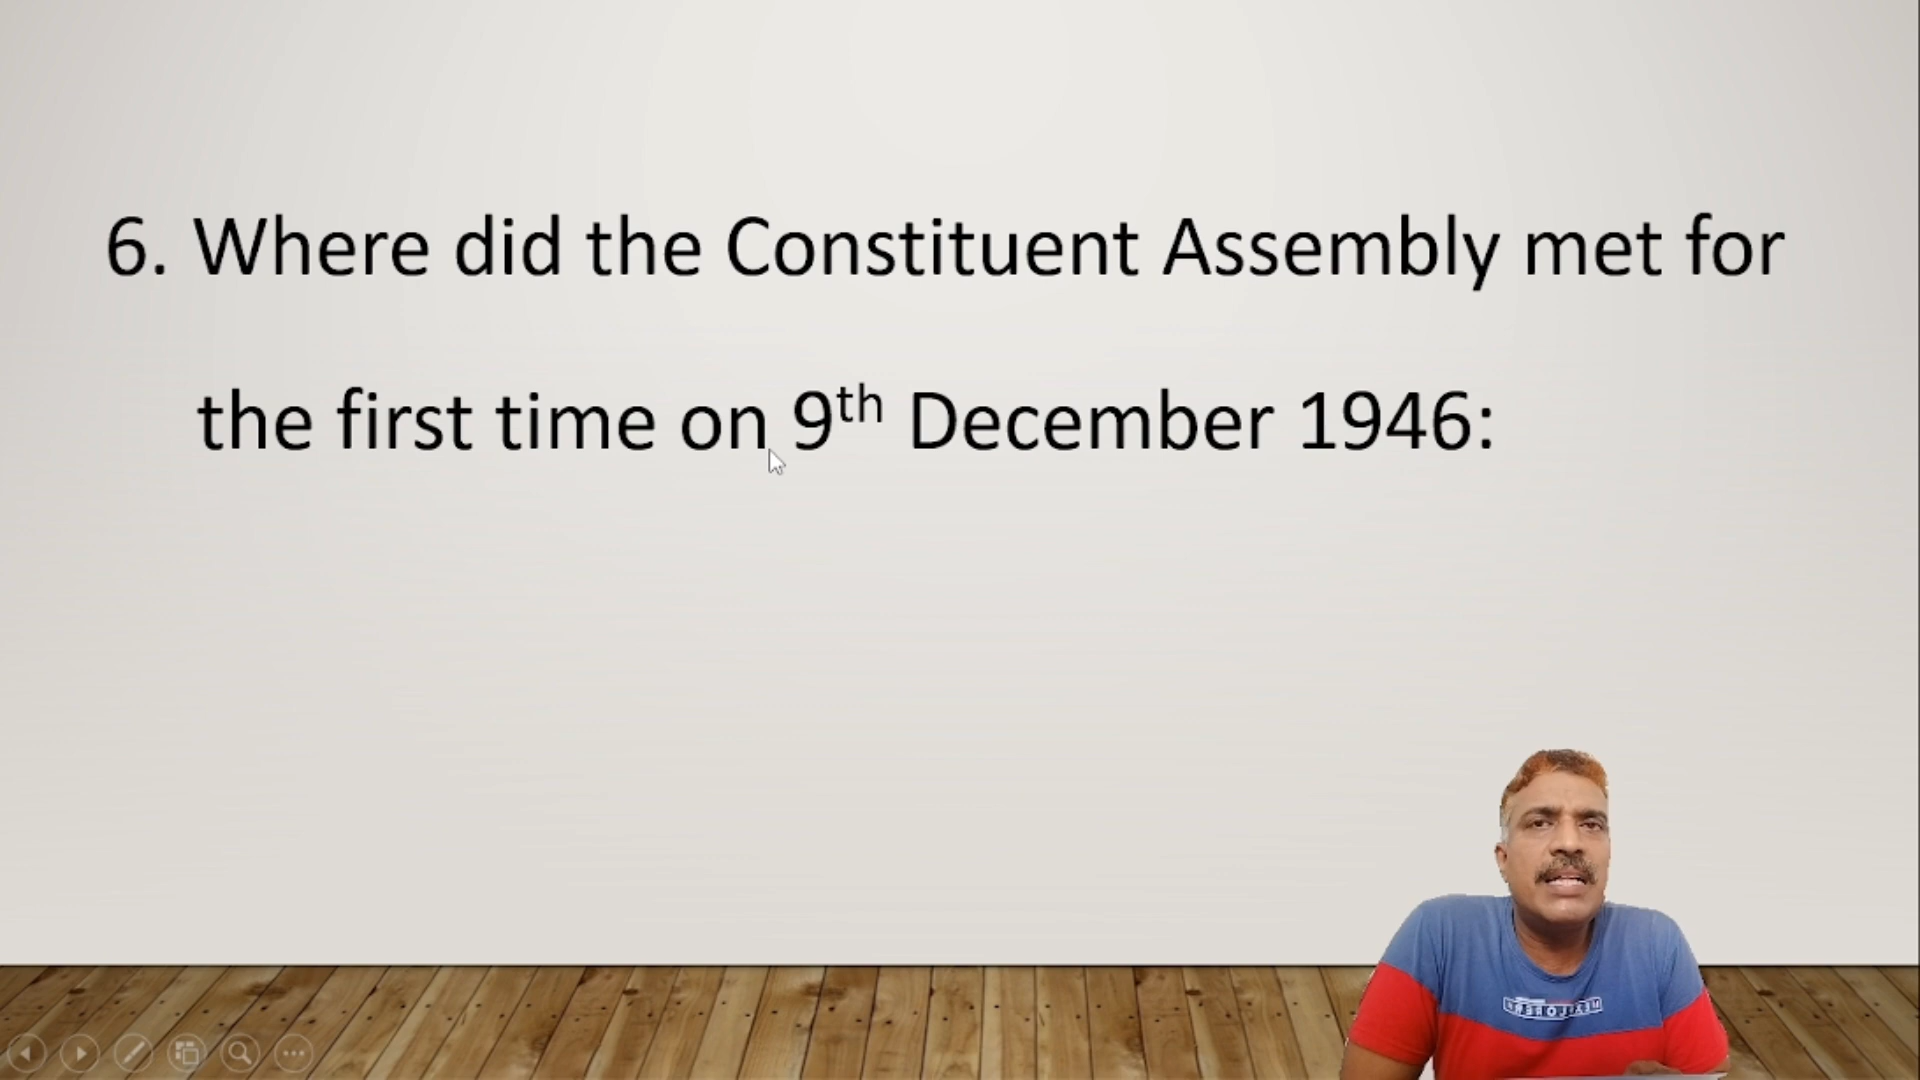 6. Where did the Constituent Assembly met for
the first time on 9th December 1946: